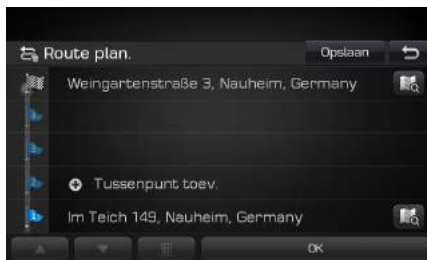 Route plan.
Opslaan
Weingartenstraße 3, Nauheim, Germany
Tussenpunt toev.
Im Teich 149, Nauheim, Germany
OK